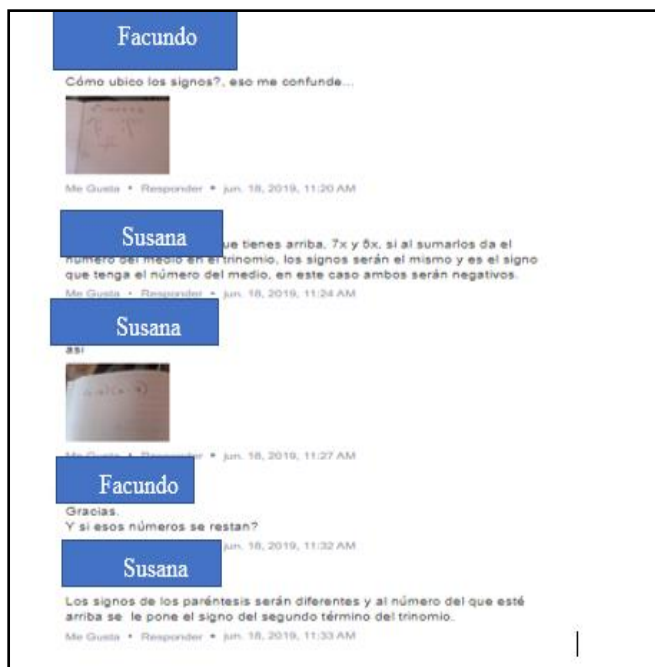 Facundo
Cómo ubico los signos?, eso me confunde...
Me Gusta • Responder • jun. 18, 2019, 11:20 AM
Susana
ue tienes arriba, 7x y 5x, si al sumarlos da el
número del medio en el trinomio, los signos serán el mismo y es el signo
que tenga el número del medio, en este caso ambos serán negativos.
Me Gusta • Responder • jun. 18, 2019, 11:24 AM
Susana
así
Me Gusta • Responder • jun. 18, 2019, 11:27 AM
Facundo
Gracias.
Y si esos números se restan?
jun. 18, 2019, 11:32 AM
Susana
Los signos de los paréntesis serán diferentes y al número del que esté
arriba se le pone el signo del segundo término del trinomio.
Me Gusta • Responder • jun. 18, 2019, 11:33 AM